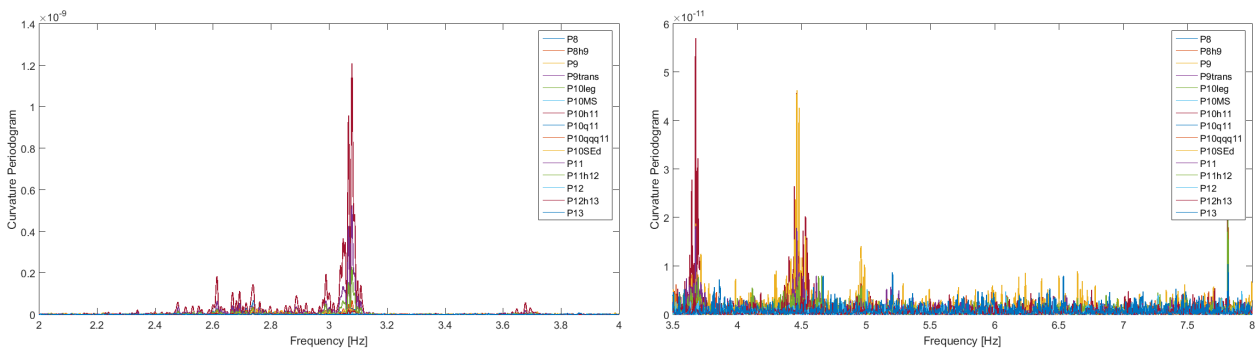 ×10-9
1.4
1.2
1
0.8
0.6
0.4
0.2
0
Curvature Periodogram
2
2.2
2.4
2.6
2.8
3
3.2
3.4
3.6
3.8
4
Frequency [Hz]
P8
P8h9
P9
P9trans
P10leg
P10MS
P10h11
P10q11
P10qqq11
P10SEd
P11
P11h12
P12
P12h13
P13
×10-11
6
5
4
3
2
1
0
Curvature Periodogram
3.5
4
4.5
5
5.5
6
6.5
7
7.5
8
Frequency [Hz]
P8
P8h9
P9
P9trans
P10leg
P10MS
P10h11
P10q11
P10qqq11
P10SEd
P11
P11h12
P12
P12h13
P13